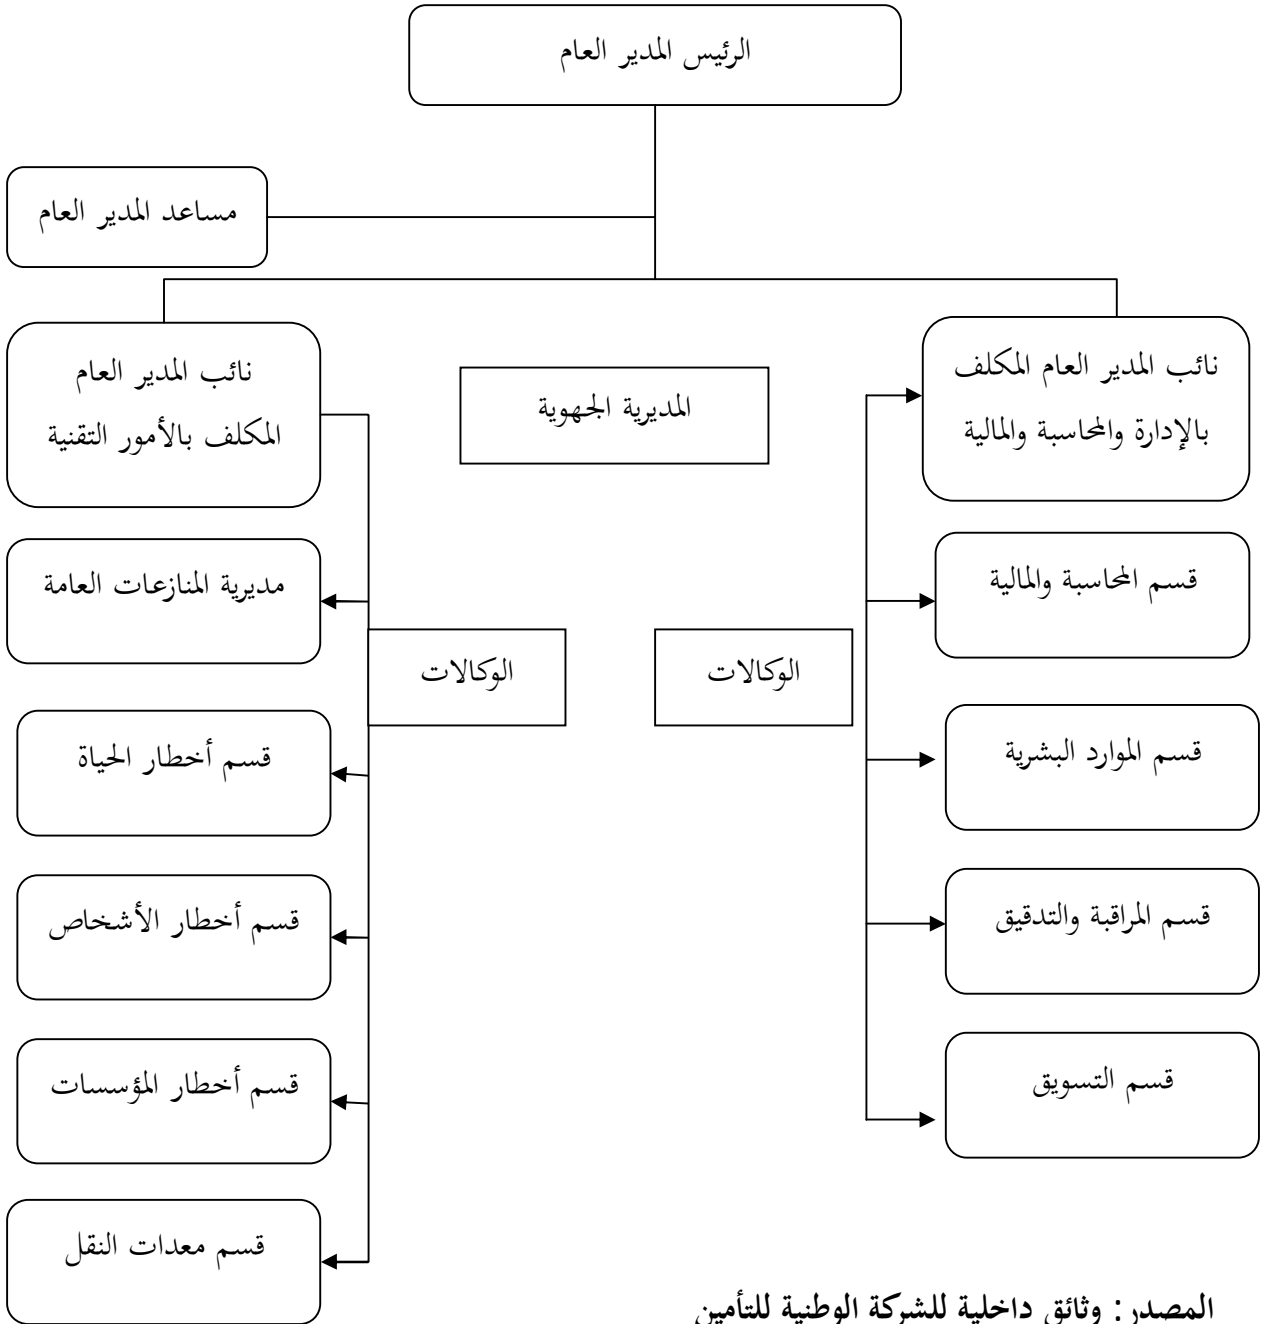 الرئيس المدير العام
مساعد المدير العام
نائب المدير العام المكلف
بالإدارة والمحاسبة والمالية
المديرية الجهوية
نائب المدير العام
المكلف بالأمور التقنية
قسم المحاسبة والمالية
مديرية المنازعات العامة
الوكالات
الوكالات
قسم الموارد البشرية
قسم أخطار الحياة
قسم المراقبة والتدقيق
قسم أخطار الأشخاص
قسم التسويق
قسم أخطار المؤسسات
قسم معدات النقل
المصدر: وثائق داخلية للشركة الوطنية للتأمين